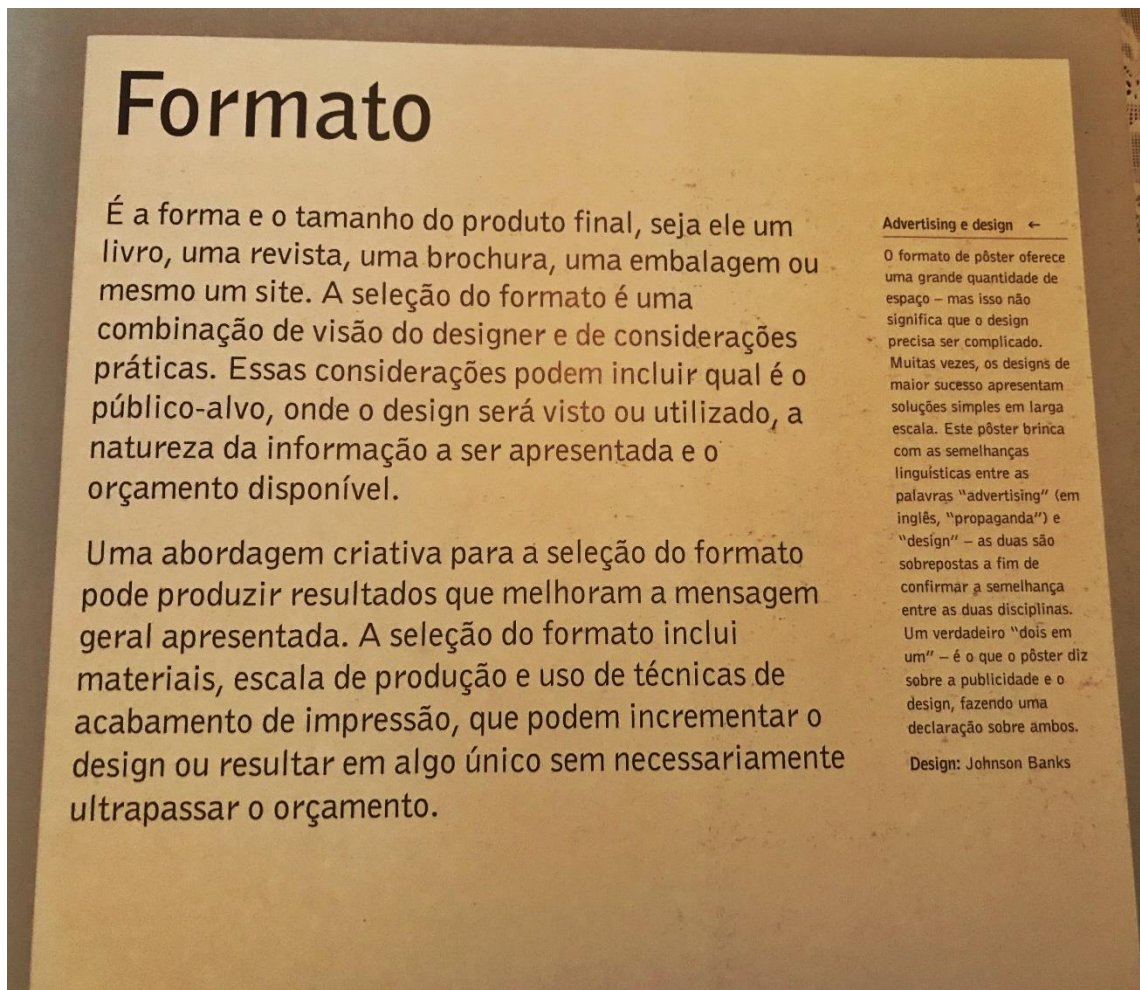 Formato
É a forma e o tamanho do produto final, seja ele um
livro, uma revista, uma brochura, uma embalagem ou
mesmo um site. A seleção do formato é uma
combinação de visão do designer e de considerações
práticas. Essas considerações podem incluir qual é o
público-alvo, onde o design será visto ou utilizado, a
natureza da informação a ser apresentada e o
orçamento disponível.
Uma abordagem criativa para a seleção do formato
pode produzir resultados que melhoram a mensagem
geral apresentada. A seleção do formato inclui
materiais, escala de produção e uso de técnicas de
acabamento de impressão, que podem incrementar o
design ou resultar em algo único sem necessariamente
ultrapassar o orçamento.
Advertising e design ←
O formato de pôster oferece
uma grande quantidade de
espaço – mas isso não
significa que o design
precisa ser complicado.
Muitas vezes, os designs de
maior sucesso apresentam
soluções simples em larga
escala. Este pôster brinca
com as semelhanças
linguísticas entre as
palavras "advertising" (em
inglês, "propaganda") e
"design" – as duas são
sobrepostas a fim de
confirmar a semelhança
entre as duas disciplinas.
Um verdadeiro "dois em
um" – é o que o pôster diz
sobre a publicidade e o
design, fazendo uma
declaração sobre ambos.
Design: Johnson Banks